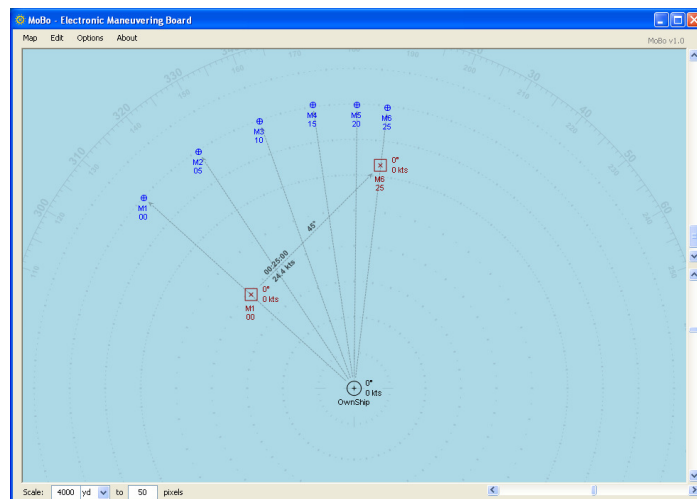 MoBo - Electronic Maneuvering Board
Map Edit Options About
MoBo v1.0
330
340
20
30
320
40
310
50
300
60
M4
15
M5
20
M6
25
M3
10
M2
05
0°
0 kts
M6
25
M1
00
45°
00:25:00
24.4 kts
0°
0 kts
M1
00
0°
0 kts
OwnShip
Scale: 4000 yd to 50 pixels